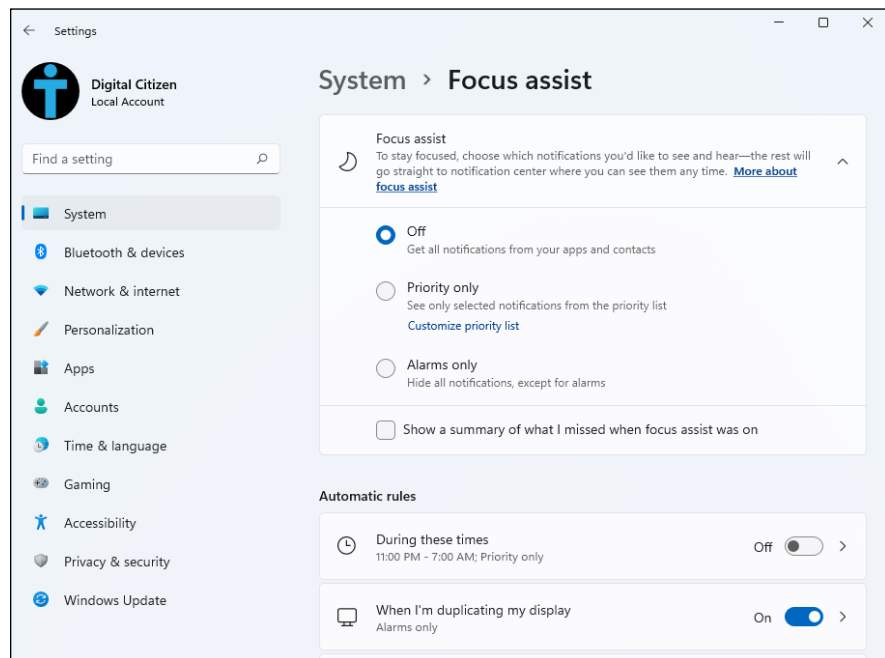 Settings
Digital Citizen
Local Account
Find a setting
System
Bluetooth & devices
Network & internet
Personalization
Apps
Accounts
Time & language
Gaming
Accessibility
Privacy & security
Windows Update
System > Focus assist
Focus assist
To stay focused, choose which notifications you'd like to see and hear—the rest will
go straight to notification center where you can see them any time. More about
focus assist
Off
Get all notifications from your apps and contacts
Priority only
See only selected notifications from the priority list
Customize priority list
Alarms only
Hide all notifications, except for alarms
Show a summary of what I missed when focus assist was on
Automatic rules
During these times
11:00 PM - 7:00 AM; Priority only
Off
When I'm duplicating my display
Alarms only
On